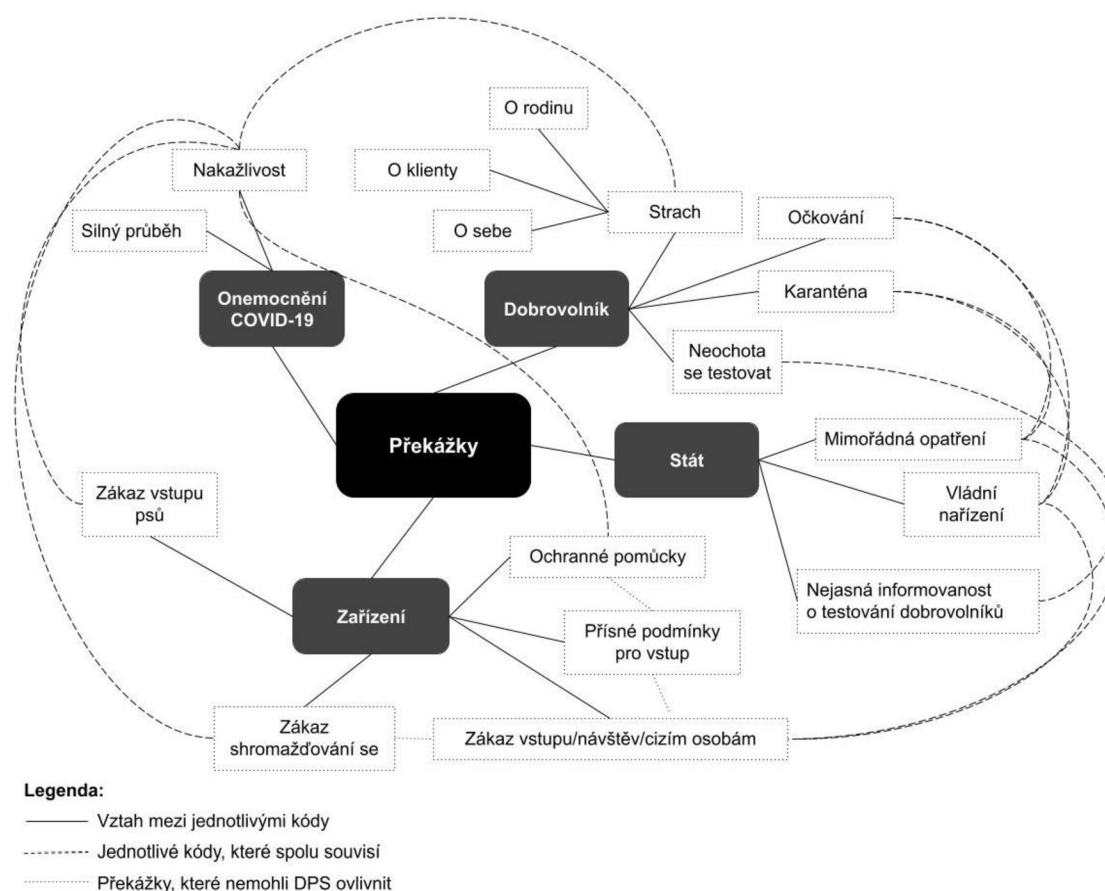 O rodinu
Nakažlivost
O klienty
Strach
Očkování
Silný průběh
O sebe
Onemocnění
COVID-19
Dobrovolník
Karanténa
Neochota
se testovat
Překážky
Stát
Mimořádná opatření
Zákaz vstupu
psů
Vládní
nařízení
Ochranné pomůcky
Zařízení
Nejasná informovanost
o testování dobrovolníků
Přísné podmínky
pro vstup
Zákaz
shromažďování se
Zákaz vstupu/návštěv/cizím osobám
Legenda:
Vztah mezi jednotlivými kódy
Jednotlivé kódy, které spolu souvisí
Překážky, které nemohli DPS ovlivnit